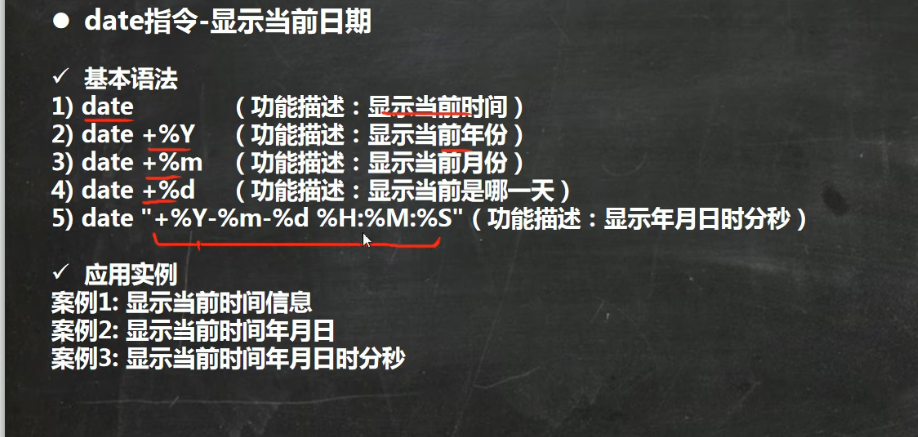 ● date指令-显示当前日期
✓ 基本语法
1) date （功能描述：显示当前时间）
2) date +%Y （功能描述：显示当前年份）
3) date +%m （功能描述：显示当前月份）
4) date +%d （功能描述：显示当前是哪一天）
5) date "+%Y-%m-%d %H:%M:%S"（功能描述：显示年月日时分秒）
✓ 应用实例
案例1: 显示当前时间信息
案例2: 显示当前时间年月日
案例3: 显示当前时间年月日时分秒